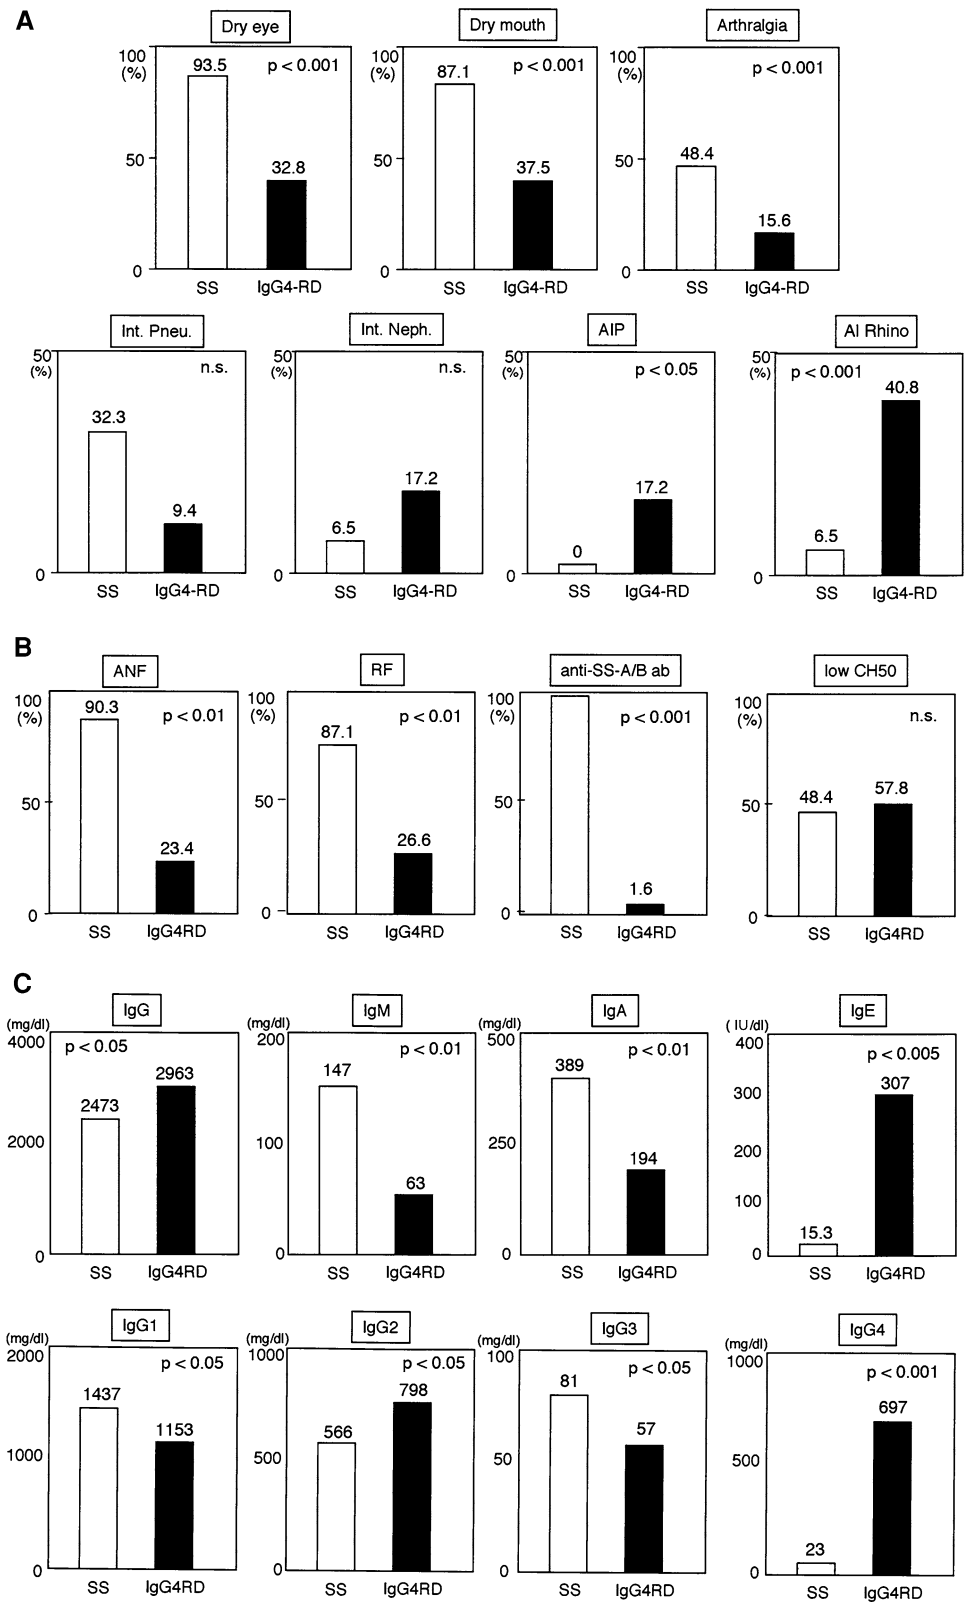 A
Dry eye
Dry mouth
Arthralgia
100
(%)
93.5
p < 0.001
50
32.8
0
SS
IgG4-RD
100
(%)
87.1
p < 0.001
50
37.5
0
SS
IgG4-RD
100
(%)
p < 0.001
50
48.4
15.6
0
SS
IgG4-RD
Int. Pneu.
Int. Neph.
AIP
AI Rhino
50
(%)
n.s.
32.3
9.4
0
SS
IgG4-RD
50
(%)
n.s.
17.2
6.5
0
SS
IgG4-RD
50
(%)
p < 0.05
17.2
0
0
SS
IgG4-RD
50
(%)
p < 0.001
40.8
6.5
0
SS
IgG4-RD
B
ANF
RF
anti-SS-A/B ab
low CH50
100
(%)
90.3
p < 0.01
50
23.4
0
SS
IgG4RD
100
(%)
p < 0.01
87.1
50
26.6
0
SS
IgG4RD
100
(%)
p < 0.001
50
1.6
0
SS
IgG4RD
100
(%)
n.s.
50
48.4
57.8
0
SS
IgG4RD
C
IgG
IgM
IgA
IgE
(mg/dl)
4000
p < 0.05
2963
2473
2000
0
SS
IgG4RD
(mg/dl)
200
p < 0.01
147
100
63
0
SS
IgG4RD
(mg/dl)
500
p < 0.01
389
250
194
0
SS
IgG4RD
( IU/dl)
400
p < 0.005
307
300
200
100
15.3
0
SS
IgG4RD
IgG1
IgG2
IgG3
IgG4
(mg/dl)
2000
p < 0.05
1437
1153
1000
0
SS
IgG4RD
(mg/dl)
1000
p < 0.05
798
566
500
0
SS
IgG4RD
(mg/dl)
100
p < 0.05
81
57
50
0
SS
IgG4RD
(mg/dl)
1000
p < 0.001
697
500
23
0
SS
IgG4RD